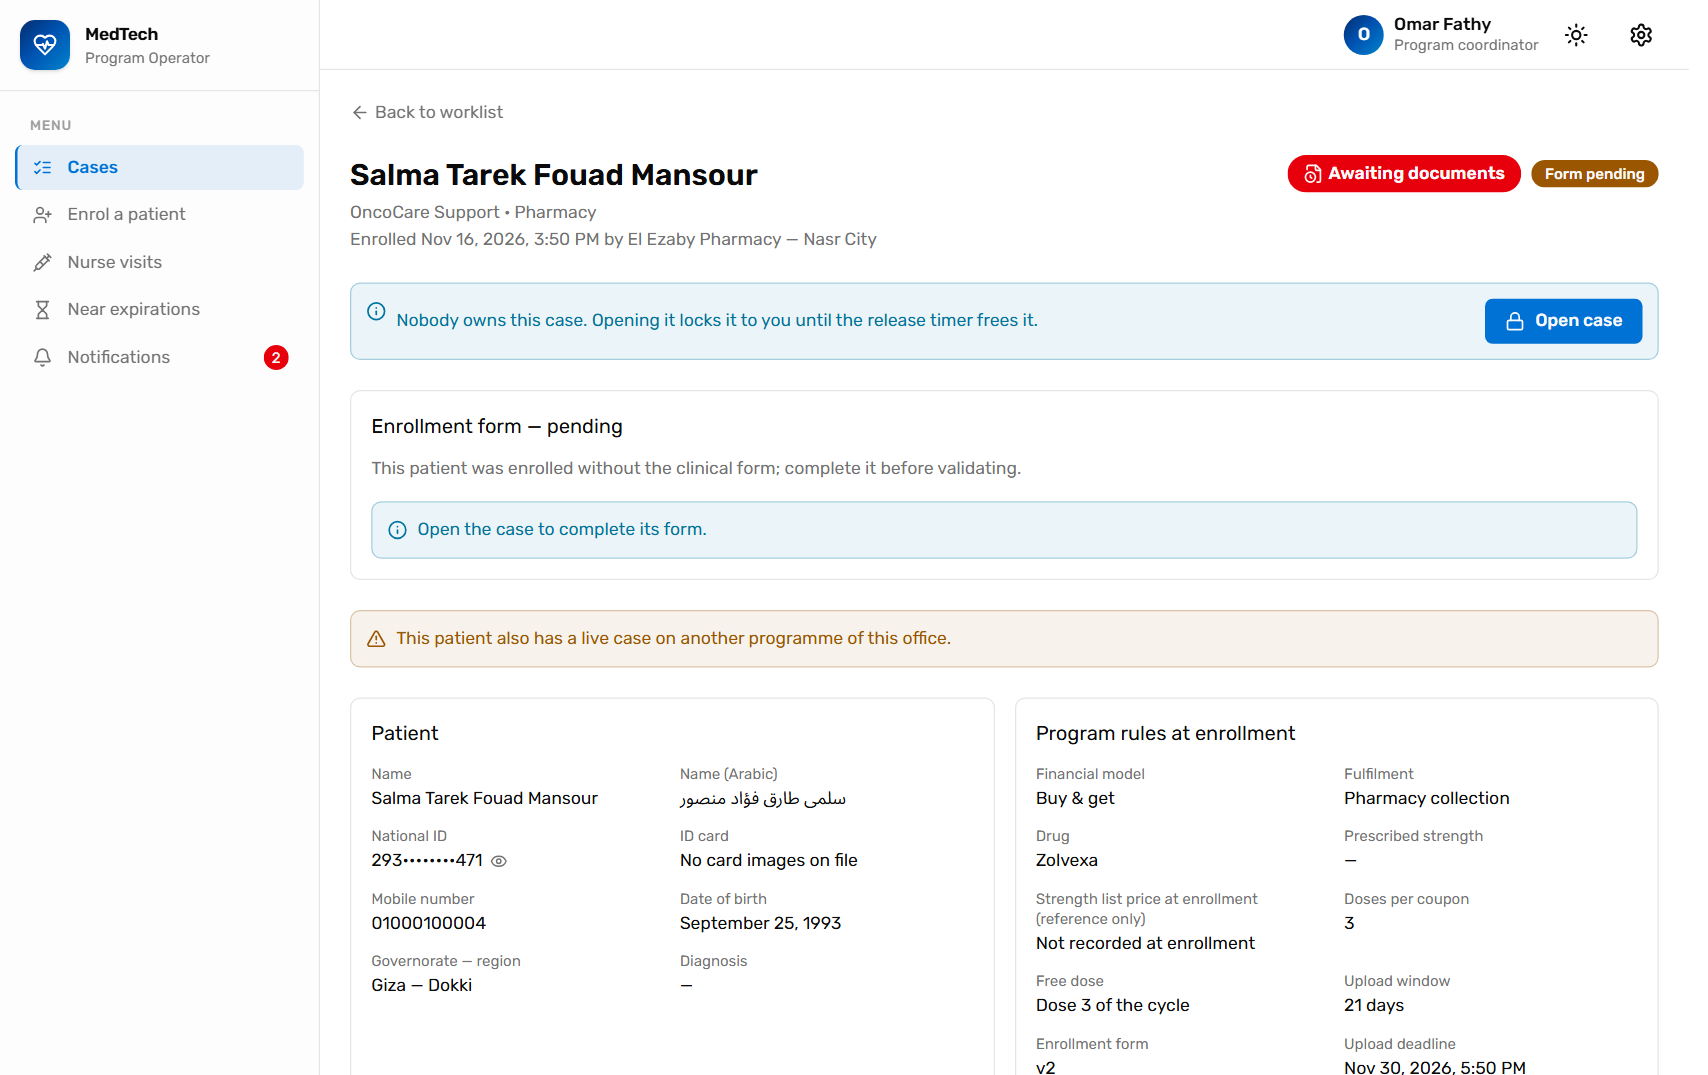 MedTech
Program Operator
Omar Fathy
Program coordinator
O
MENU
Cases
Enrol a patient
Nurse visits
Near expirations
Notifications
2
Back to worklist
Salma Tarek Fouad Mansour
Awaiting documents
Form pending
OncoCare Support • Pharmacy
Enrolled Nov 16, 2026, 3:50 PM by El Ezaby Pharmacy — Nasr City
Nobody owns this case. Opening it locks it to you until the release timer frees it.
Open case
Enrollment form — pending
This patient was enrolled without the clinical form; complete it before validating.
Open the case to complete its form.
This patient also has a live case on another programme of this office.
Patient
Name
Salma Tarek Fouad Mansour
Name (Arabic)
سلمى طارق فؤاد منصور
National ID
293••••••••471
ID card
No card images on file
Mobile number
01000100004
Date of birth
September 25, 1993
Governorate — region
Giza — Dokki
Diagnosis
—
Program rules at enrollment
Financial model
Buy & get
Fulfilment
Pharmacy collection
Drug
Zolvexa
Prescribed strength
—
Strength list price at enrollment
(reference only)
Not recorded at enrollment
Doses per coupon
3
Free dose
Dose 3 of the cycle
Upload window
21 days
Enrollment form
v2
Upload deadline
Nov 30, 2026, 5:50 PM